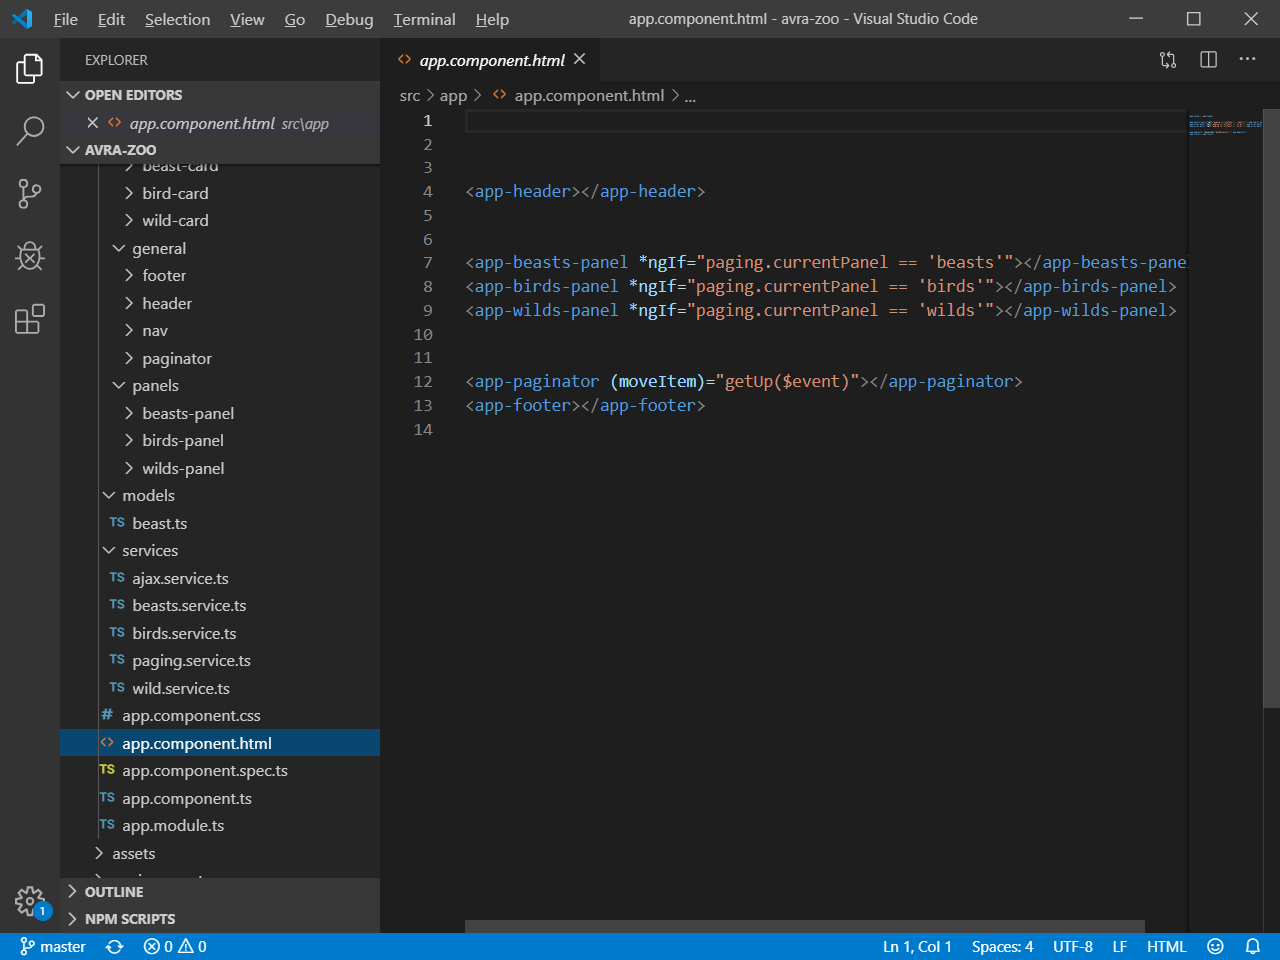 File Edit Selection View Go Debug Terminal Help app.component.html - avra-zoo - Visual Studio Code
EXPLORER
OPEN EDITORS
app.component.html src\app
AVRA-ZOO
beast-card
bird-card
wild-card
general
footer
header
nav
paginator
panels
beasts-panel
birds-panel
wilds-panel
models
TS beast.ts
services
TS ajax.service.ts
TS beasts.service.ts
TS birds.service.ts
TS paging.service.ts
TS wild.service.ts
# app.component.css
<> app.component.html
TS app.component.spec.ts
TS app.component.ts
TS app.module.ts
assets
OUTLINE
NPM SCRIPTS
app.component.html
src > app > <> app.component.html > ...
1
2
3
4 <app-header></app-header>
5
6
7 <app-beasts-panel *ngIf="paging.currentPanel == 'beasts'"></app-beasts-pane
8 <app-birds-panel *ngIf="paging.currentPanel == 'birds'"></app-birds-panel>
9 <app-wilds-panel *ngIf="paging.currentPanel == 'wilds'"></app-wilds-panel>
10
11
12 <app-paginator (moveItem)="getUp($event)"></app-paginator>
13 <app-footer></app-footer>
14
1
master 0 0 Ln 1, Col 1 Spaces: 4 UTF-8 LF HTML